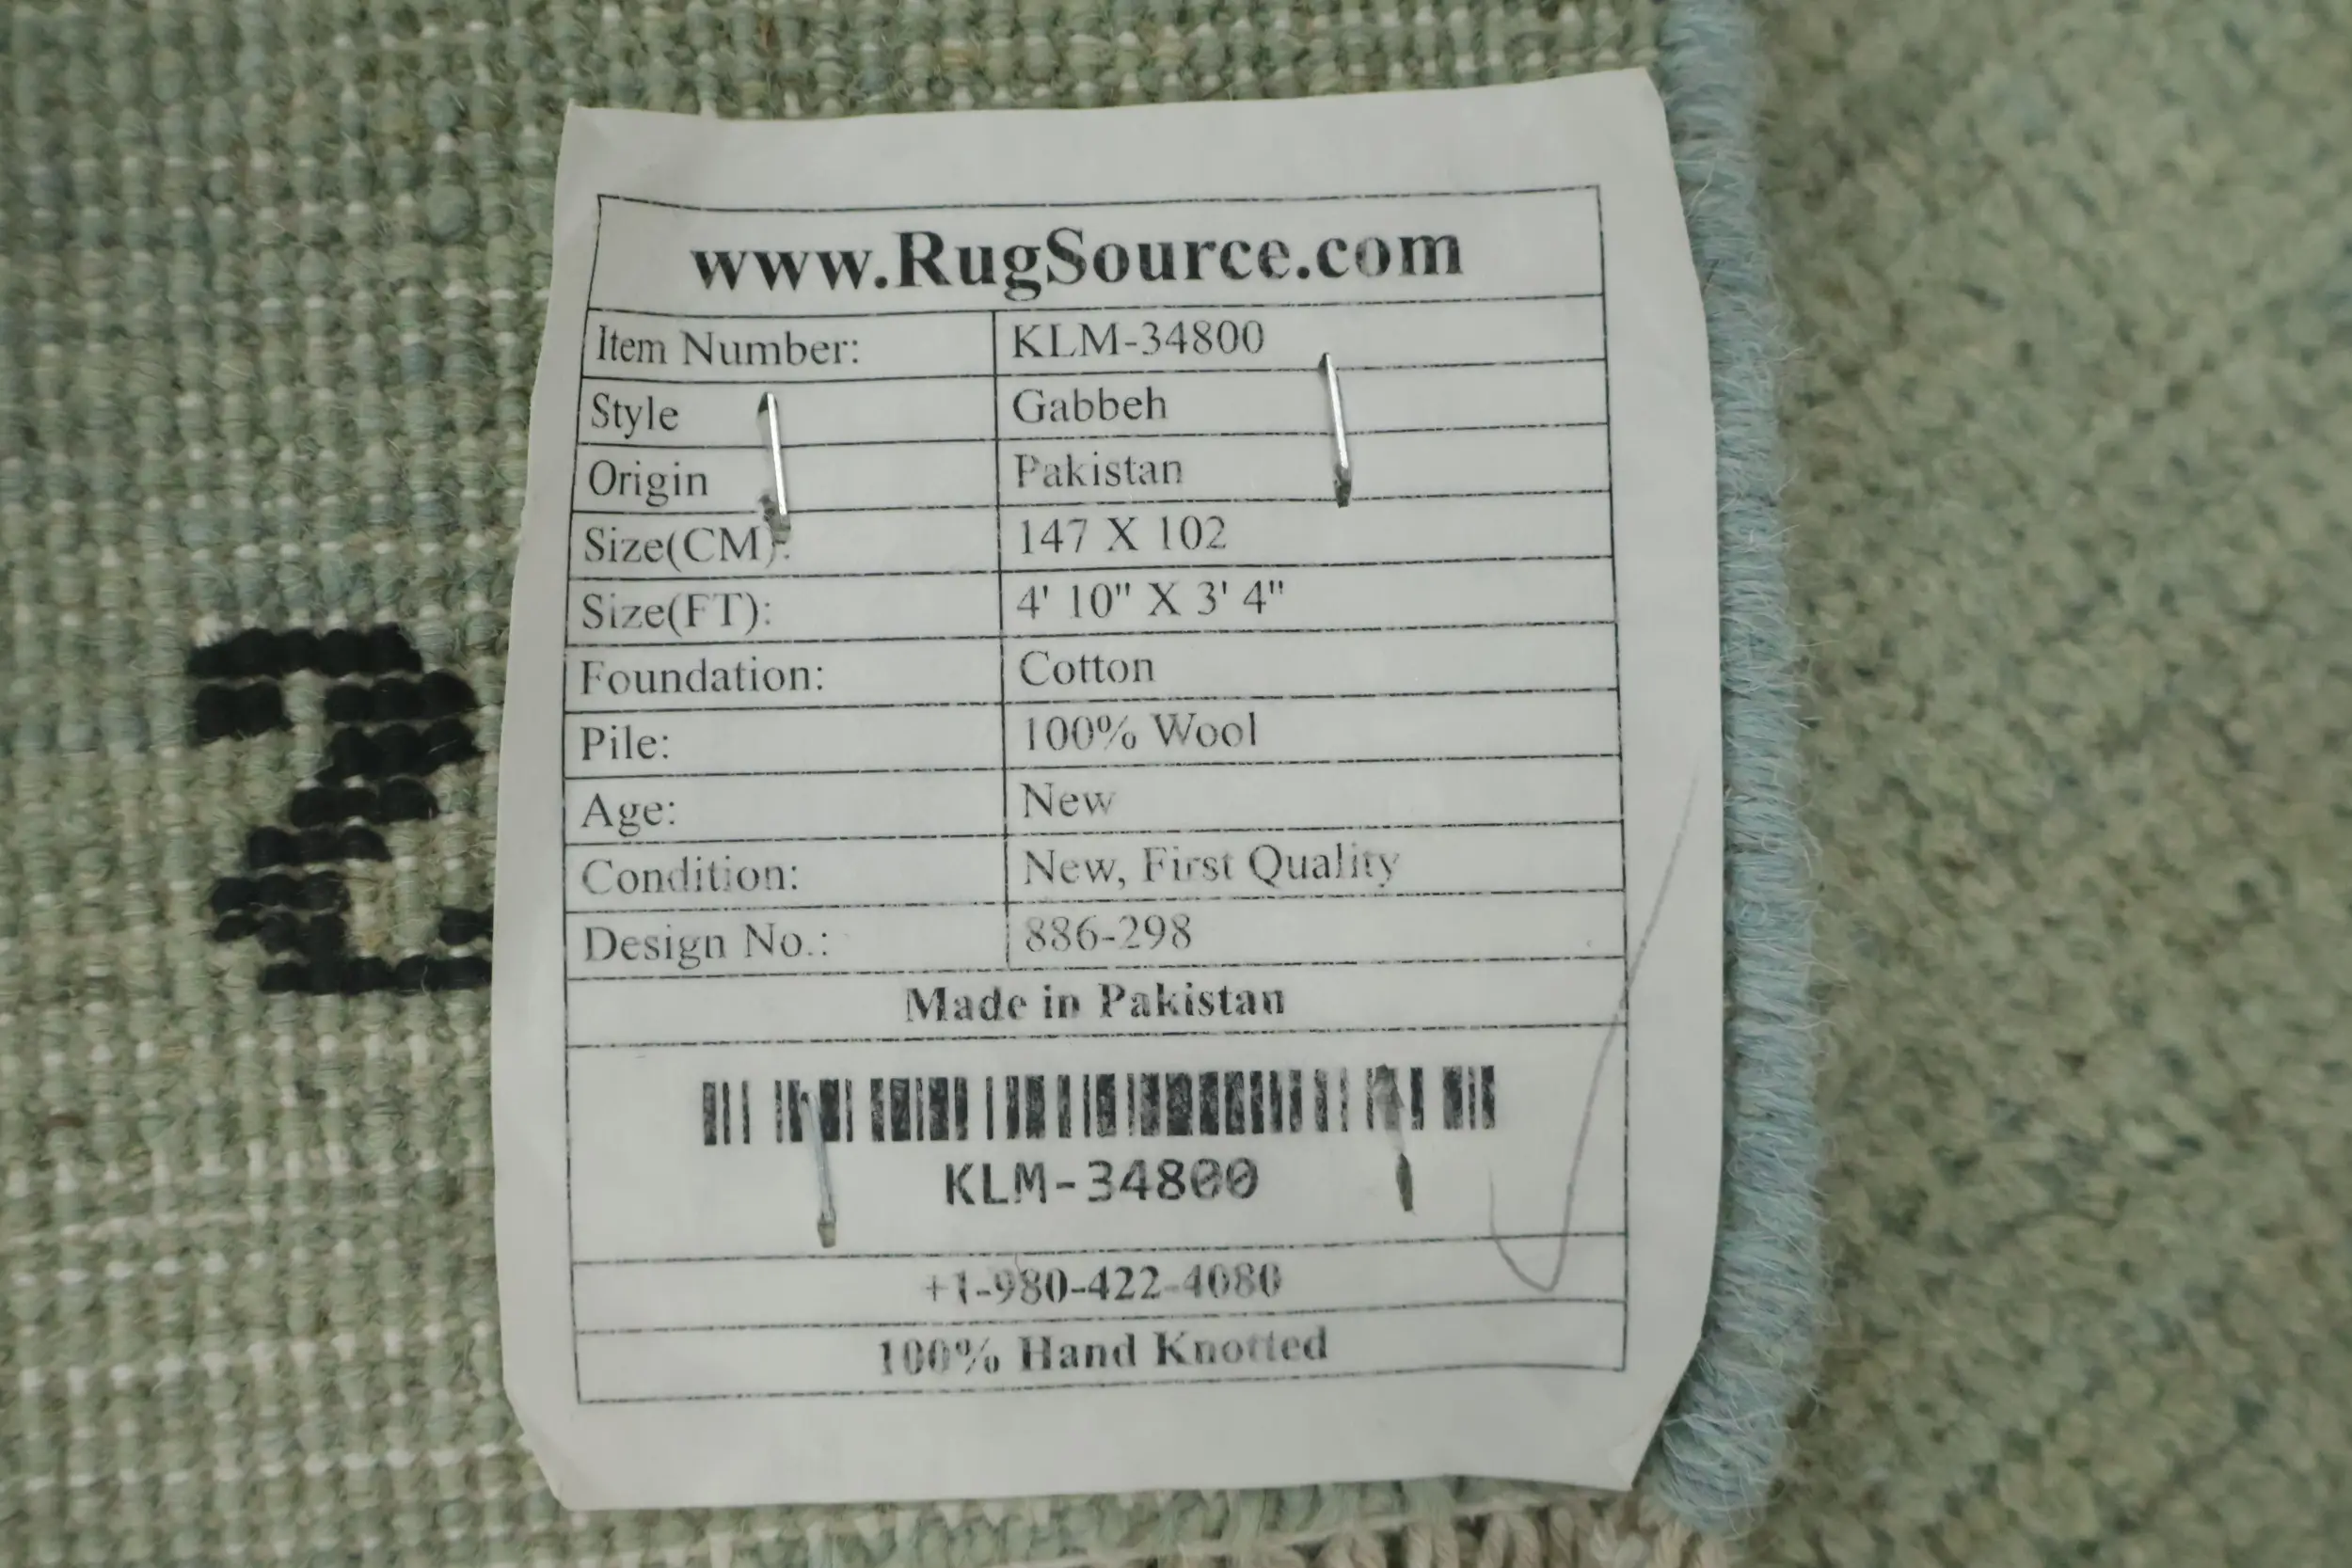 www.RugSource.com
Item Number: KLM-34800
Style Gabbeh
Origin Pakistan
Size(CM): 147 X 102
Size(FT): 4' 10" X 3' 4"
Foundation: Cotton
Pile: 100% Wool
Age: New
Condition: New, First Quality
Design No.: 886-298
Made in Pakistan
KLM-34800
+1-980-422-4080
100% Hand Knotted
2